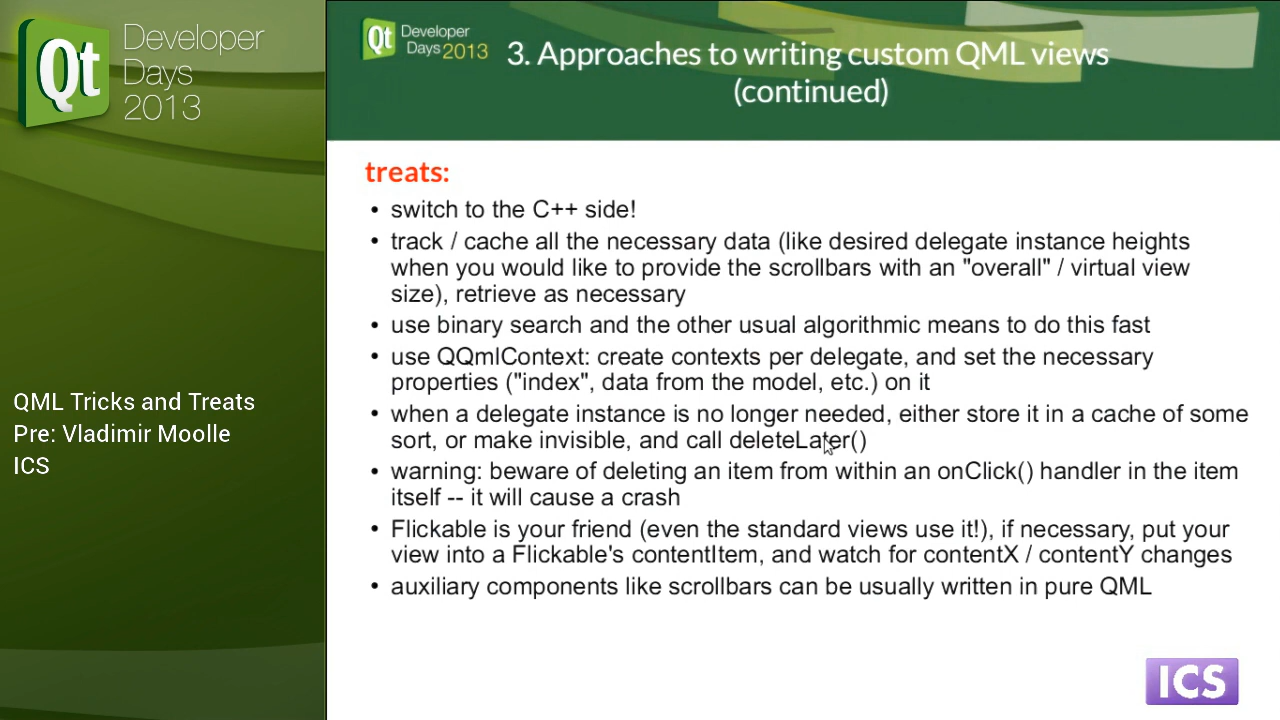 Qt
Developer
Days
2013
QML Tricks and Treats
Pre: Vladimir Moolle
ICS
Qt
Developer
Days 2013
3. Approaches to writing custom QML views
(continued)
treats:
• switch to the C++ side!
• track / cache all the necessary data (like desired delegate instance heights
when you would like to provide the scrollbars with an "overall" / virtual view
size), retrieve as necessary
• use binary search and the other usual algorithmic means to do this fast
• use QQmlContext: create contexts per delegate, and set the necessary
properties ("index", data from the model, etc.) on it
• when a delegate instance is no longer needed, either store it in a cache of some
sort, or make invisible, and call deleteLater()
• warning: beware of deleting an item from within an onClick() handler in the item
itself -- it will cause a crash
• Flickable is your friend (even the standard views use it!), if necessary, put your
view into a Flickable's contentItem, and watch for contentX / contentY changes
• auxiliary components like scrollbars can be usually written in pure QML
ICS